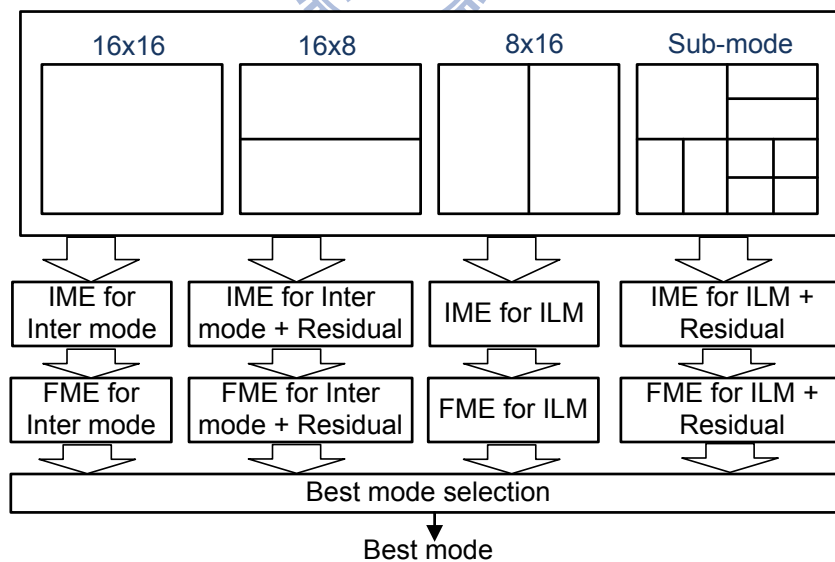 16x16 16x8 8x16 Sub-mode
IME for Inter mode
IME for Inter mode + Residual
IME for ILM
IME for ILM + Residual
FME for Inter mode
FME for Inter mode + Residual
FME for ILM
FME for ILM + Residual
Best mode selection
Best mode